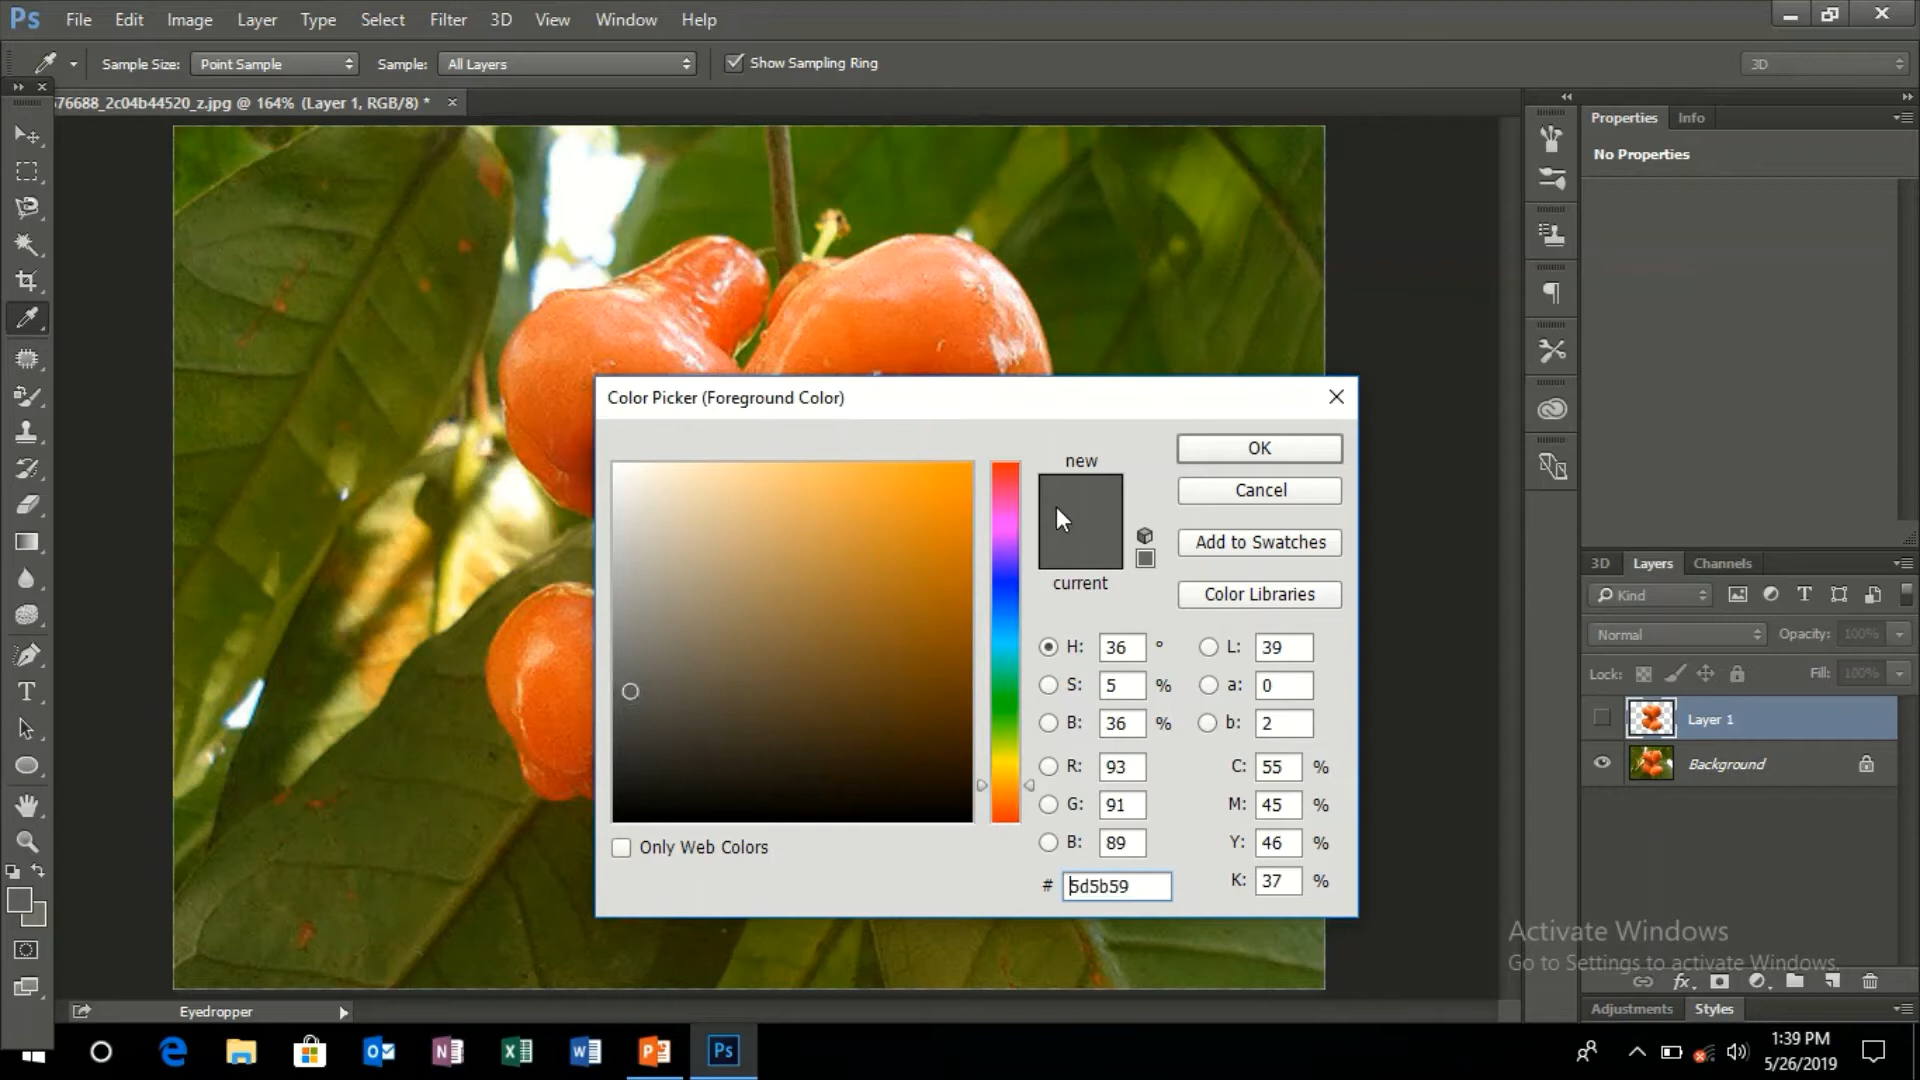 Ps File Edit Image Layer Type Select Filter 3D View Window Help
Sample Size: Point Sample Sample: All Layers Show Sampling Ring 3D
76688_2c04b44520_z.jpg @ 164% (Layer 1, RGB/8) *
Properties Info
No Properties
Color Picker (Foreground Color)
new
current
OK
Cancel
Add to Swatches
Color Libraries
H: 36 ° L: 39
S: 5 % a: 0
B: 36 % b: 2
R: 93 C: 55 %
G: 91 M: 45 %
B: 89 Y: 46 %
# 5d5b59 K: 37 %
Only Web Colors
3D Layers Channels
Kind
Normal Opacity: 100%
Lock: Fill: 100%
Layer 1
Background
Activate Windows
Go to Settings to activate Windows.
fx
Adjustments Styles
Eyedropper
Ps
1:39 PM
5/26/2019